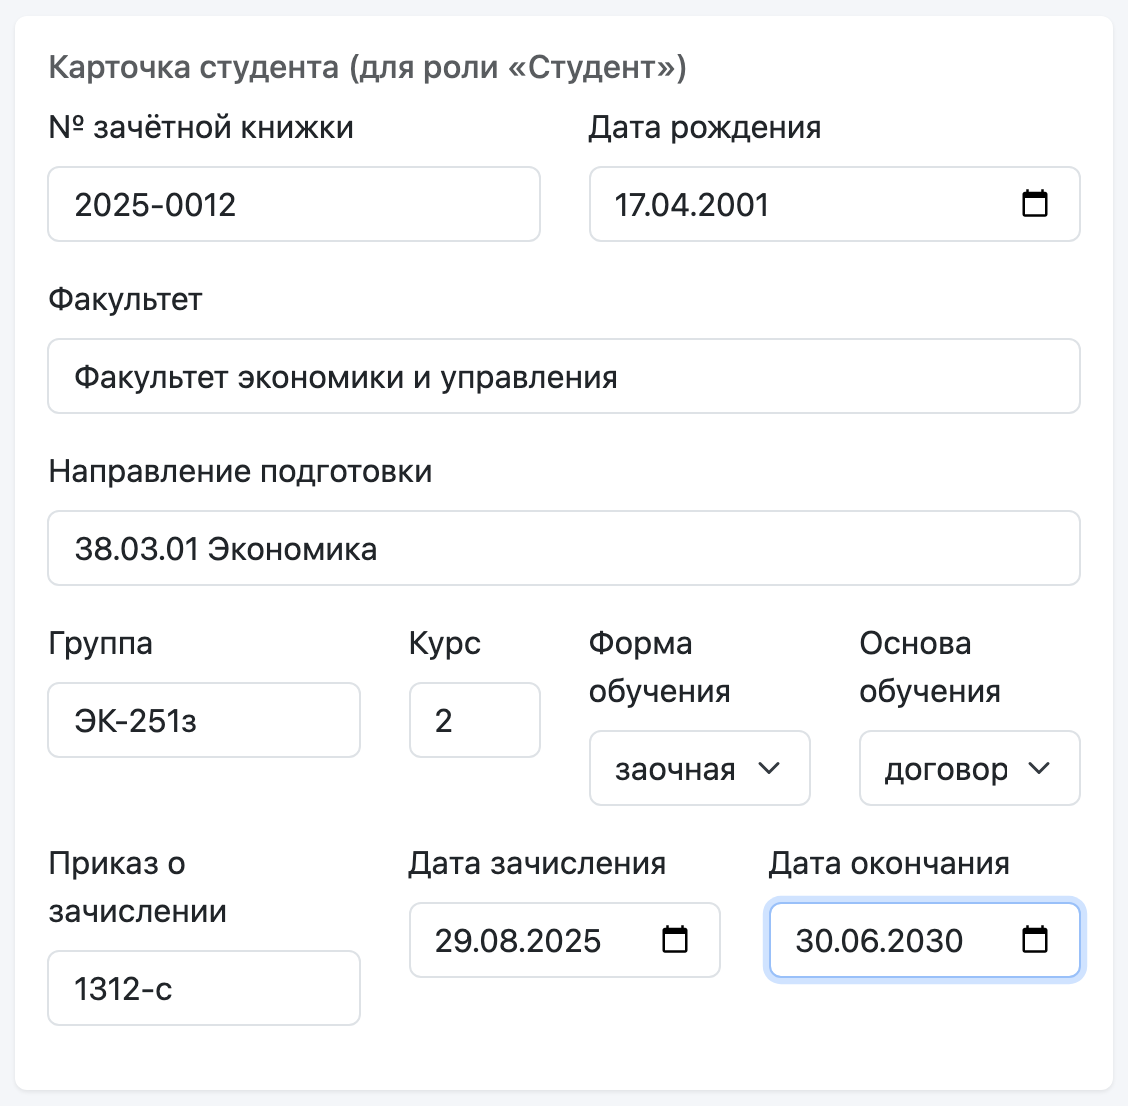 Карточка студента (для роли «Студент»)
№ зачётной книжки
Дата рождения
2025-0012
17.04.2001
Факультет
Факультет экономики и управления
Направление подготовки
38.03.01 Экономика
Группа
Курс
Форма
обучения
Основа
обучения
ЭК-251з
2
заочная
договор
Приказ о
зачислении
Дата зачисления
Дата окончания
1312-с
29.08.2025
30.06.2030